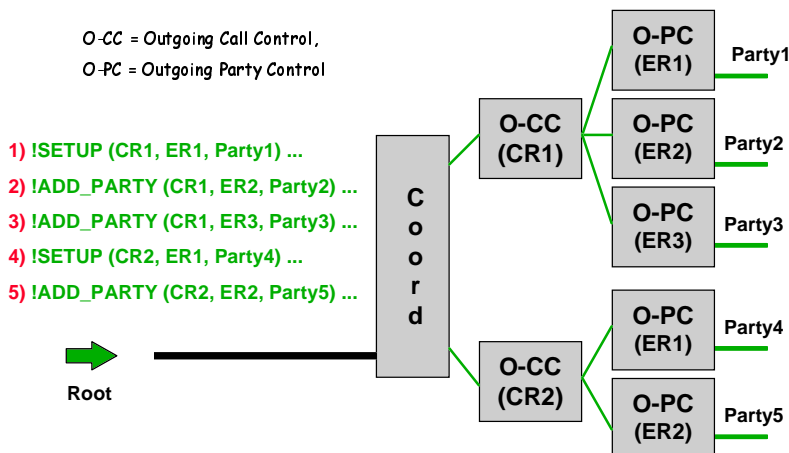 O-CC = Outgoing Call Control,
O-PC = Outgoing Party Control
1) !SETUP (CR1, ER1, Party1) ...
2) !ADD_PARTY (CR1, ER2, Party2) ...
3) !ADD_PARTY (CR1, ER3, Party3) ...
4) !SETUP (CR2, ER1, Party4) ...
5) !ADD_PARTY (CR2, ER2, Party5) ...
Root
C
o
o
r
d
O-CC
(CR1)
O-PC
(ER1)
Party1
O-PC
(ER2)
Party2
O-PC
(ER3)
Party3
O-CC
(CR2)
O-PC
(ER1)
Party4
O-PC
(ER2)
Party5